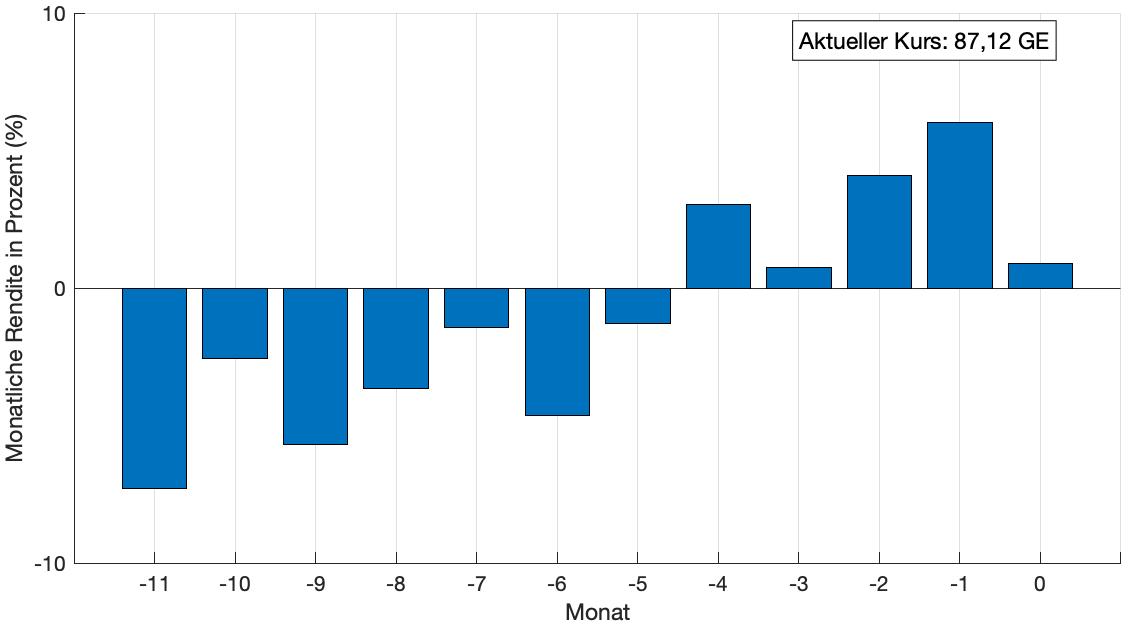 10
Aktueller Kurs: 87,12 GE
Monatliche Rendite in Prozent (%)
0
-10
-11 -10 -9 -8 -7 -6 -5 -4 -3 -2 -1 0
Monat